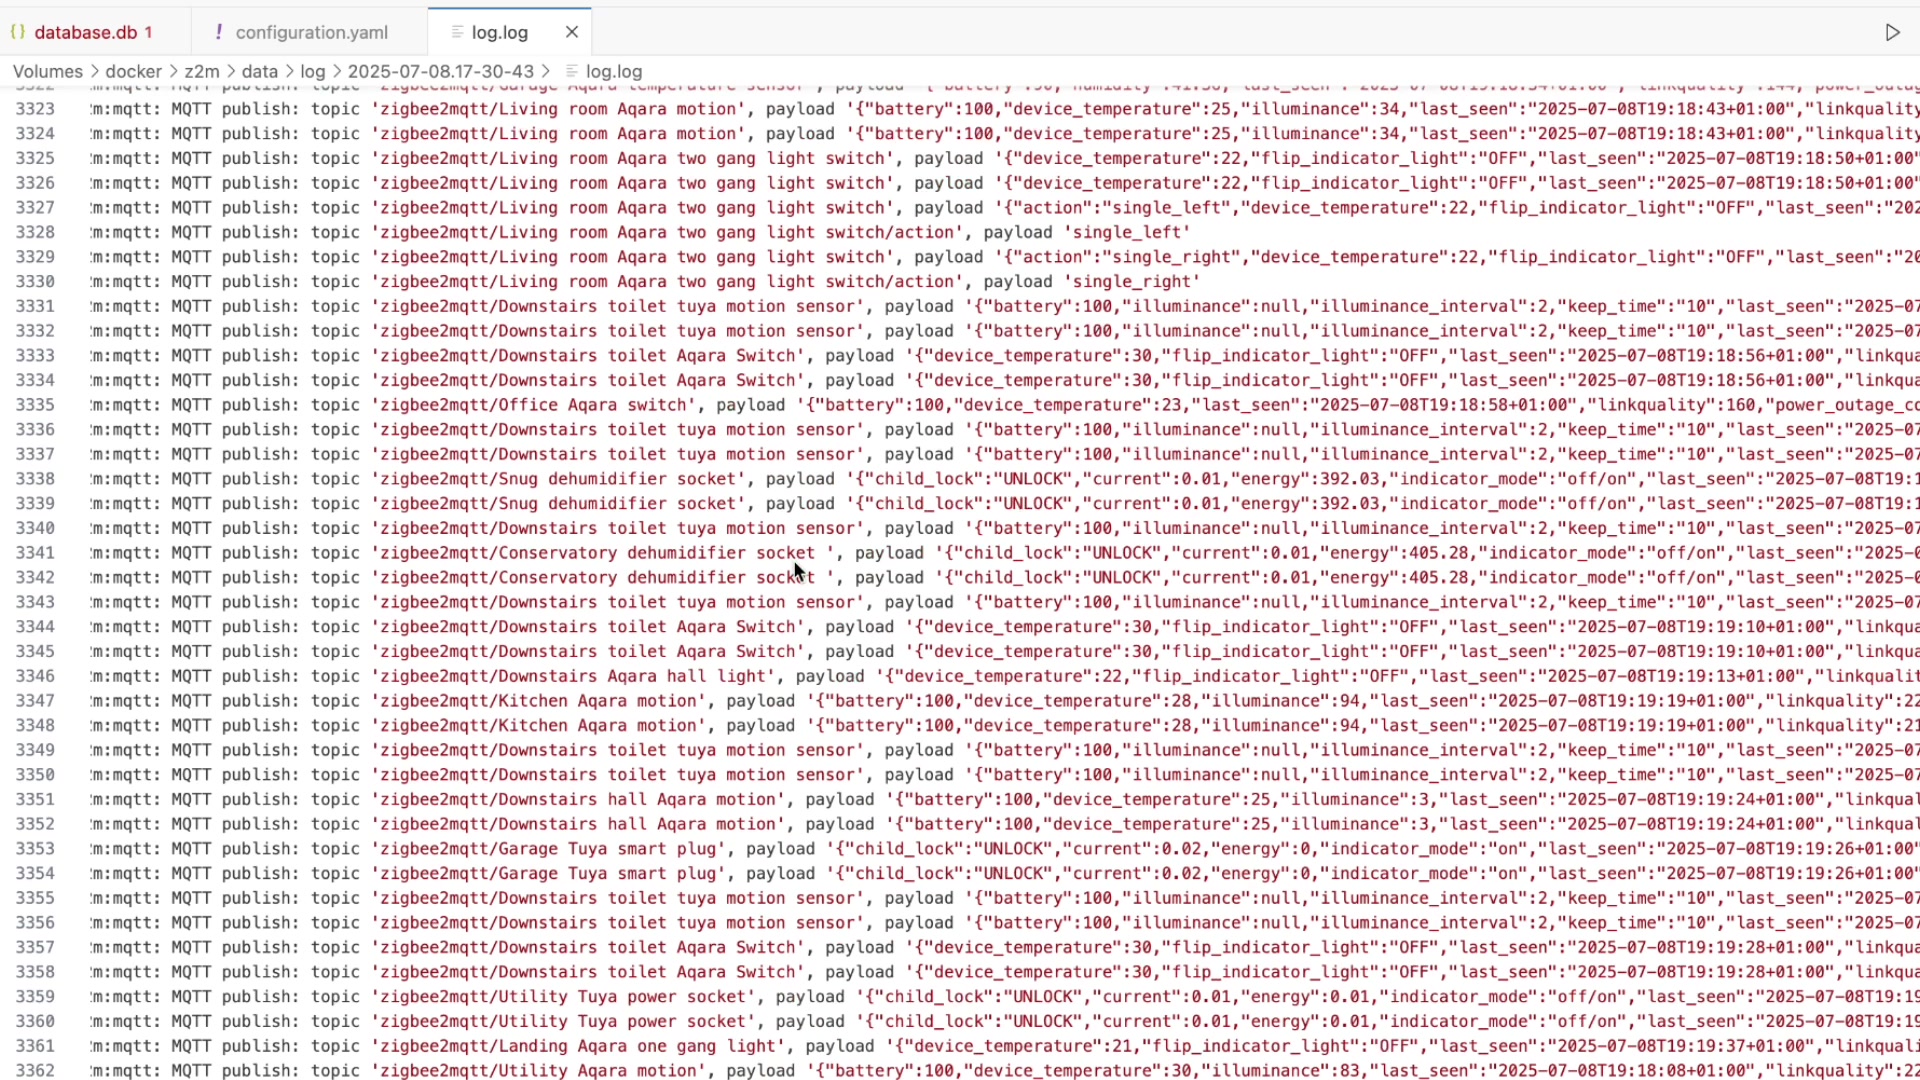 {} database.db 1 ! configuration.yaml log.log
Volumes > docker > z2m > data > log > 2025-07-08.17-30-43 > log.log
3323 m:mqtt: MQTT publish: topic 'zigbee2mqtt/Living room Aqara motion', payload '{"battery":100,"device_temperature":25,"illuminance":34,"last_seen":"2025-07-08T19:18:43+01:00","linkquality
3324 m:mqtt: MQTT publish: topic 'zigbee2mqtt/Living room Aqara motion', payload '{"battery":100,"device_temperature":25,"illuminance":34,"last_seen":"2025-07-08T19:18:43+01:00","linkquality
3325 m:mqtt: MQTT publish: topic 'zigbee2mqtt/Living room Aqara two gang light switch', payload '{"device_temperature":22,"flip_indicator_light":"OFF","last_seen":"2025-07-08T19:18:50+01:00"
3326 m:mqtt: MQTT publish: topic 'zigbee2mqtt/Living room Aqara two gang light switch', payload '{"device_temperature":22,"flip_indicator_light":"OFF","last_seen":"2025-07-08T19:18:50+01:00"
3327 m:mqtt: MQTT publish: topic 'zigbee2mqtt/Living room Aqara two gang light switch', payload '{"action":"single_left","device_temperature":22,"flip_indicator_light":"OFF","last_seen":"202
3328 m:mqtt: MQTT publish: topic 'zigbee2mqtt/Living room Aqara two gang light switch/action', payload 'single_left'
3329 m:mqtt: MQTT publish: topic 'zigbee2mqtt/Living room Aqara two gang light switch', payload '{"action":"single_right","device_temperature":22,"flip_indicator_light":"OFF","last_seen":"20
3330 m:mqtt: MQTT publish: topic 'zigbee2mqtt/Living room Aqara two gang light switch/action', payload 'single_right'
3331 m:mqtt: MQTT publish: topic 'zigbee2mqtt/Downstairs toilet tuya motion sensor', payload '{"battery":100,"illuminance":null,"illuminance_interval":2,"keep_time":"10","last_seen":"2025-07
3332 m:mqtt: MQTT publish: topic 'zigbee2mqtt/Downstairs toilet tuya motion sensor', payload '{"battery":100,"illuminance":null,"illuminance_interval":2,"keep_time":"10","last_seen":"2025-07
3333 m:mqtt: MQTT publish: topic 'zigbee2mqtt/Downstairs toilet Aqara Switch', payload '{"device_temperature":30,"flip_indicator_light":"OFF","last_seen":"2025-07-08T19:18:56+01:00","linkqua
3334 m:mqtt: MQTT publish: topic 'zigbee2mqtt/Downstairs toilet Aqara Switch', payload '{"device_temperature":30,"flip_indicator_light":"OFF","last_seen":"2025-07-08T19:18:56+01:00","linkqua
3335 m:mqtt: MQTT publish: topic 'zigbee2mqtt/Office Aqara switch', payload '{"battery":100,"device_temperature":23,"last_seen":"2025-07-08T19:18:58+01:00","linkquality":160,"power_outage_co
3336 m:mqtt: MQTT publish: topic 'zigbee2mqtt/Downstairs toilet tuya motion sensor', payload '{"battery":100,"illuminance":null,"illuminance_interval":2,"keep_time":"10","last_seen":"2025-07
3337 m:mqtt: MQTT publish: topic 'zigbee2mqtt/Downstairs toilet tuya motion sensor', payload '{"battery":100,"illuminance":null,"illuminance_interval":2,"keep_time":"10","last_seen":"2025-07
3338 m:mqtt: MQTT publish: topic 'zigbee2mqtt/Snug dehumidifier socket', payload '{"child_lock":"UNLOCK","current":0.01,"energy":392.03,"indicator_mode":"off/on","last_seen":"2025-07-08T19:1
3339 m:mqtt: MQTT publish: topic 'zigbee2mqtt/Snug dehumidifier socket', payload '{"child_lock":"UNLOCK","current":0.01,"energy":392.03,"indicator_mode":"off/on","last_seen":"2025-07-08T19:1
3340 m:mqtt: MQTT publish: topic 'zigbee2mqtt/Downstairs toilet tuya motion sensor', payload '{"battery":100,"illuminance":null,"illuminance_interval":2,"keep_time":"10","last_seen":"2025-07
3341 m:mqtt: MQTT publish: topic 'zigbee2mqtt/Conservatory dehumidifier socket ', payload '{"child_lock":"UNLOCK","current":0.01,"energy":405.28,"indicator_mode":"off/on","last_seen":"2025-0
3342 m:mqtt: MQTT publish: topic 'zigbee2mqtt/Conservatory dehumidifier socket ', payload '{"child_lock":"UNLOCK","current":0.01,"energy":405.28,"indicator_mode":"off/on","last_seen":"2025-0
3343 m:mqtt: MQTT publish: topic 'zigbee2mqtt/Downstairs toilet tuya motion sensor', payload '{"battery":100,"illuminance":null,"illuminance_interval":2,"keep_time":"10","last_seen":"2025-07
3344 m:mqtt: MQTT publish: topic 'zigbee2mqtt/Downstairs toilet Aqara Switch', payload '{"device_temperature":30,"flip_indicator_light":"OFF","last_seen":"2025-07-08T19:19:10+01:00","linkqua
3345 m:mqtt: MQTT publish: topic 'zigbee2mqtt/Downstairs toilet Aqara Switch', payload '{"device_temperature":30,"flip_indicator_light":"OFF","last_seen":"2025-07-08T19:19:10+01:00","linkqua
3346 m:mqtt: MQTT publish: topic 'zigbee2mqtt/Downstairs Aqara hall light', payload '{"device_temperature":22,"flip_indicator_light":"OFF","last_seen":"2025-07-08T19:19:13+01:00","linkqualit
3347 m:mqtt: MQTT publish: topic 'zigbee2mqtt/Kitchen Aqara motion', payload '{"battery":100,"device_temperature":28,"illuminance":94,"last_seen":"2025-07-08T19:19:19+01:00","linkquality":22
3348 m:mqtt: MQTT publish: topic 'zigbee2mqtt/Kitchen Aqara motion', payload '{"battery":100,"device_temperature":28,"illuminance":94,"last_seen":"2025-07-08T19:19:19+01:00","linkquality":21
3349 m:mqtt: MQTT publish: topic 'zigbee2mqtt/Downstairs toilet tuya motion sensor', payload '{"battery":100,"illuminance":null,"illuminance_interval":2,"keep_time":"10","last_seen":"2025-07
3350 m:mqtt: MQTT publish: topic 'zigbee2mqtt/Downstairs toilet tuya motion sensor', payload '{"battery":100,"illuminance":null,"illuminance_interval":2,"keep_time":"10","last_seen":"2025-07
3351 m:mqtt: MQTT publish: topic 'zigbee2mqtt/Downstairs hall Aqara motion', payload '{"battery":100,"device_temperature":25,"illuminance":3,"last_seen":"2025-07-08T19:19:24+01:00","linkqual
3352 m:mqtt: MQTT publish: topic 'zigbee2mqtt/Downstairs hall Aqara motion', payload '{"battery":100,"device_temperature":25,"illuminance":3,"last_seen":"2025-07-08T19:19:24+01:00","linkqual
3353 m:mqtt: MQTT publish: topic 'zigbee2mqtt/Garage Tuya smart plug', payload '{"child_lock":"UNLOCK","current":0.02,"energy":0,"indicator_mode":"on","last_seen":"2025-07-08T19:19:26+01:00"
3354 m:mqtt: MQTT publish: topic 'zigbee2mqtt/Garage Tuya smart plug', payload '{"child_lock":"UNLOCK","current":0.02,"energy":0,"indicator_mode":"on","last_seen":"2025-07-08T19:19:26+01:00"
3355 m:mqtt: MQTT publish: topic 'zigbee2mqtt/Downstairs toilet tuya motion sensor', payload '{"battery":100,"illuminance":null,"illuminance_interval":2,"keep_time":"10","last_seen":"2025-07
3356 m:mqtt: MQTT publish: topic 'zigbee2mqtt/Downstairs toilet tuya motion sensor', payload '{"battery":100,"illuminance":null,"illuminance_interval":2,"keep_time":"10","last_seen":"2025-07
3357 m:mqtt: MQTT publish: topic 'zigbee2mqtt/Downstairs toilet Aqara Switch', payload '{"device_temperature":30,"flip_indicator_light":"OFF","last_seen":"2025-07-08T19:19:28+01:00","linkqua
3358 m:mqtt: MQTT publish: topic 'zigbee2mqtt/Downstairs toilet Aqara Switch', payload '{"device_temperature":30,"flip_indicator_light":"OFF","last_seen":"2025-07-08T19:19:28+01:00","linkqua
3359 m:mqtt: MQTT publish: topic 'zigbee2mqtt/Utility Tuya power socket', payload '{"child_lock":"UNLOCK","current":0.01,"energy":0.01,"indicator_mode":"off/on","last_seen":"2025-07-08T19:19
3360 m:mqtt: MQTT publish: topic 'zigbee2mqtt/Utility Tuya power socket', payload '{"child_lock":"UNLOCK","current":0.01,"energy":0.01,"indicator_mode":"off/on","last_seen":"2025-07-08T19:19
3361 m:mqtt: MQTT publish: topic 'zigbee2mqtt/Landing Aqara one gang light', payload '{"device_temperature":21,"flip_indicator_light":"OFF","last_seen":"2025-07-08T19:19:37+01:00","linkquali
3362 m:mqtt: MQTT publish: topic 'zigbee2mqtt/Utility Aqara motion', payload '{"battery":100,"device_temperature":30,"illuminance":83,"last_seen":"2025-07-08T19:18:08+01:00","linkquality":22